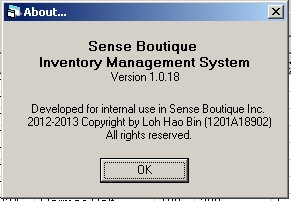 About...
Sense Boutique
Inventory Management System
Version 1.0.18
Developed for internal use in Sense Boutique Inc.
2012-2013 Copyright by Loh Hao Bin (1201A18902)
All rights reserved.
OK